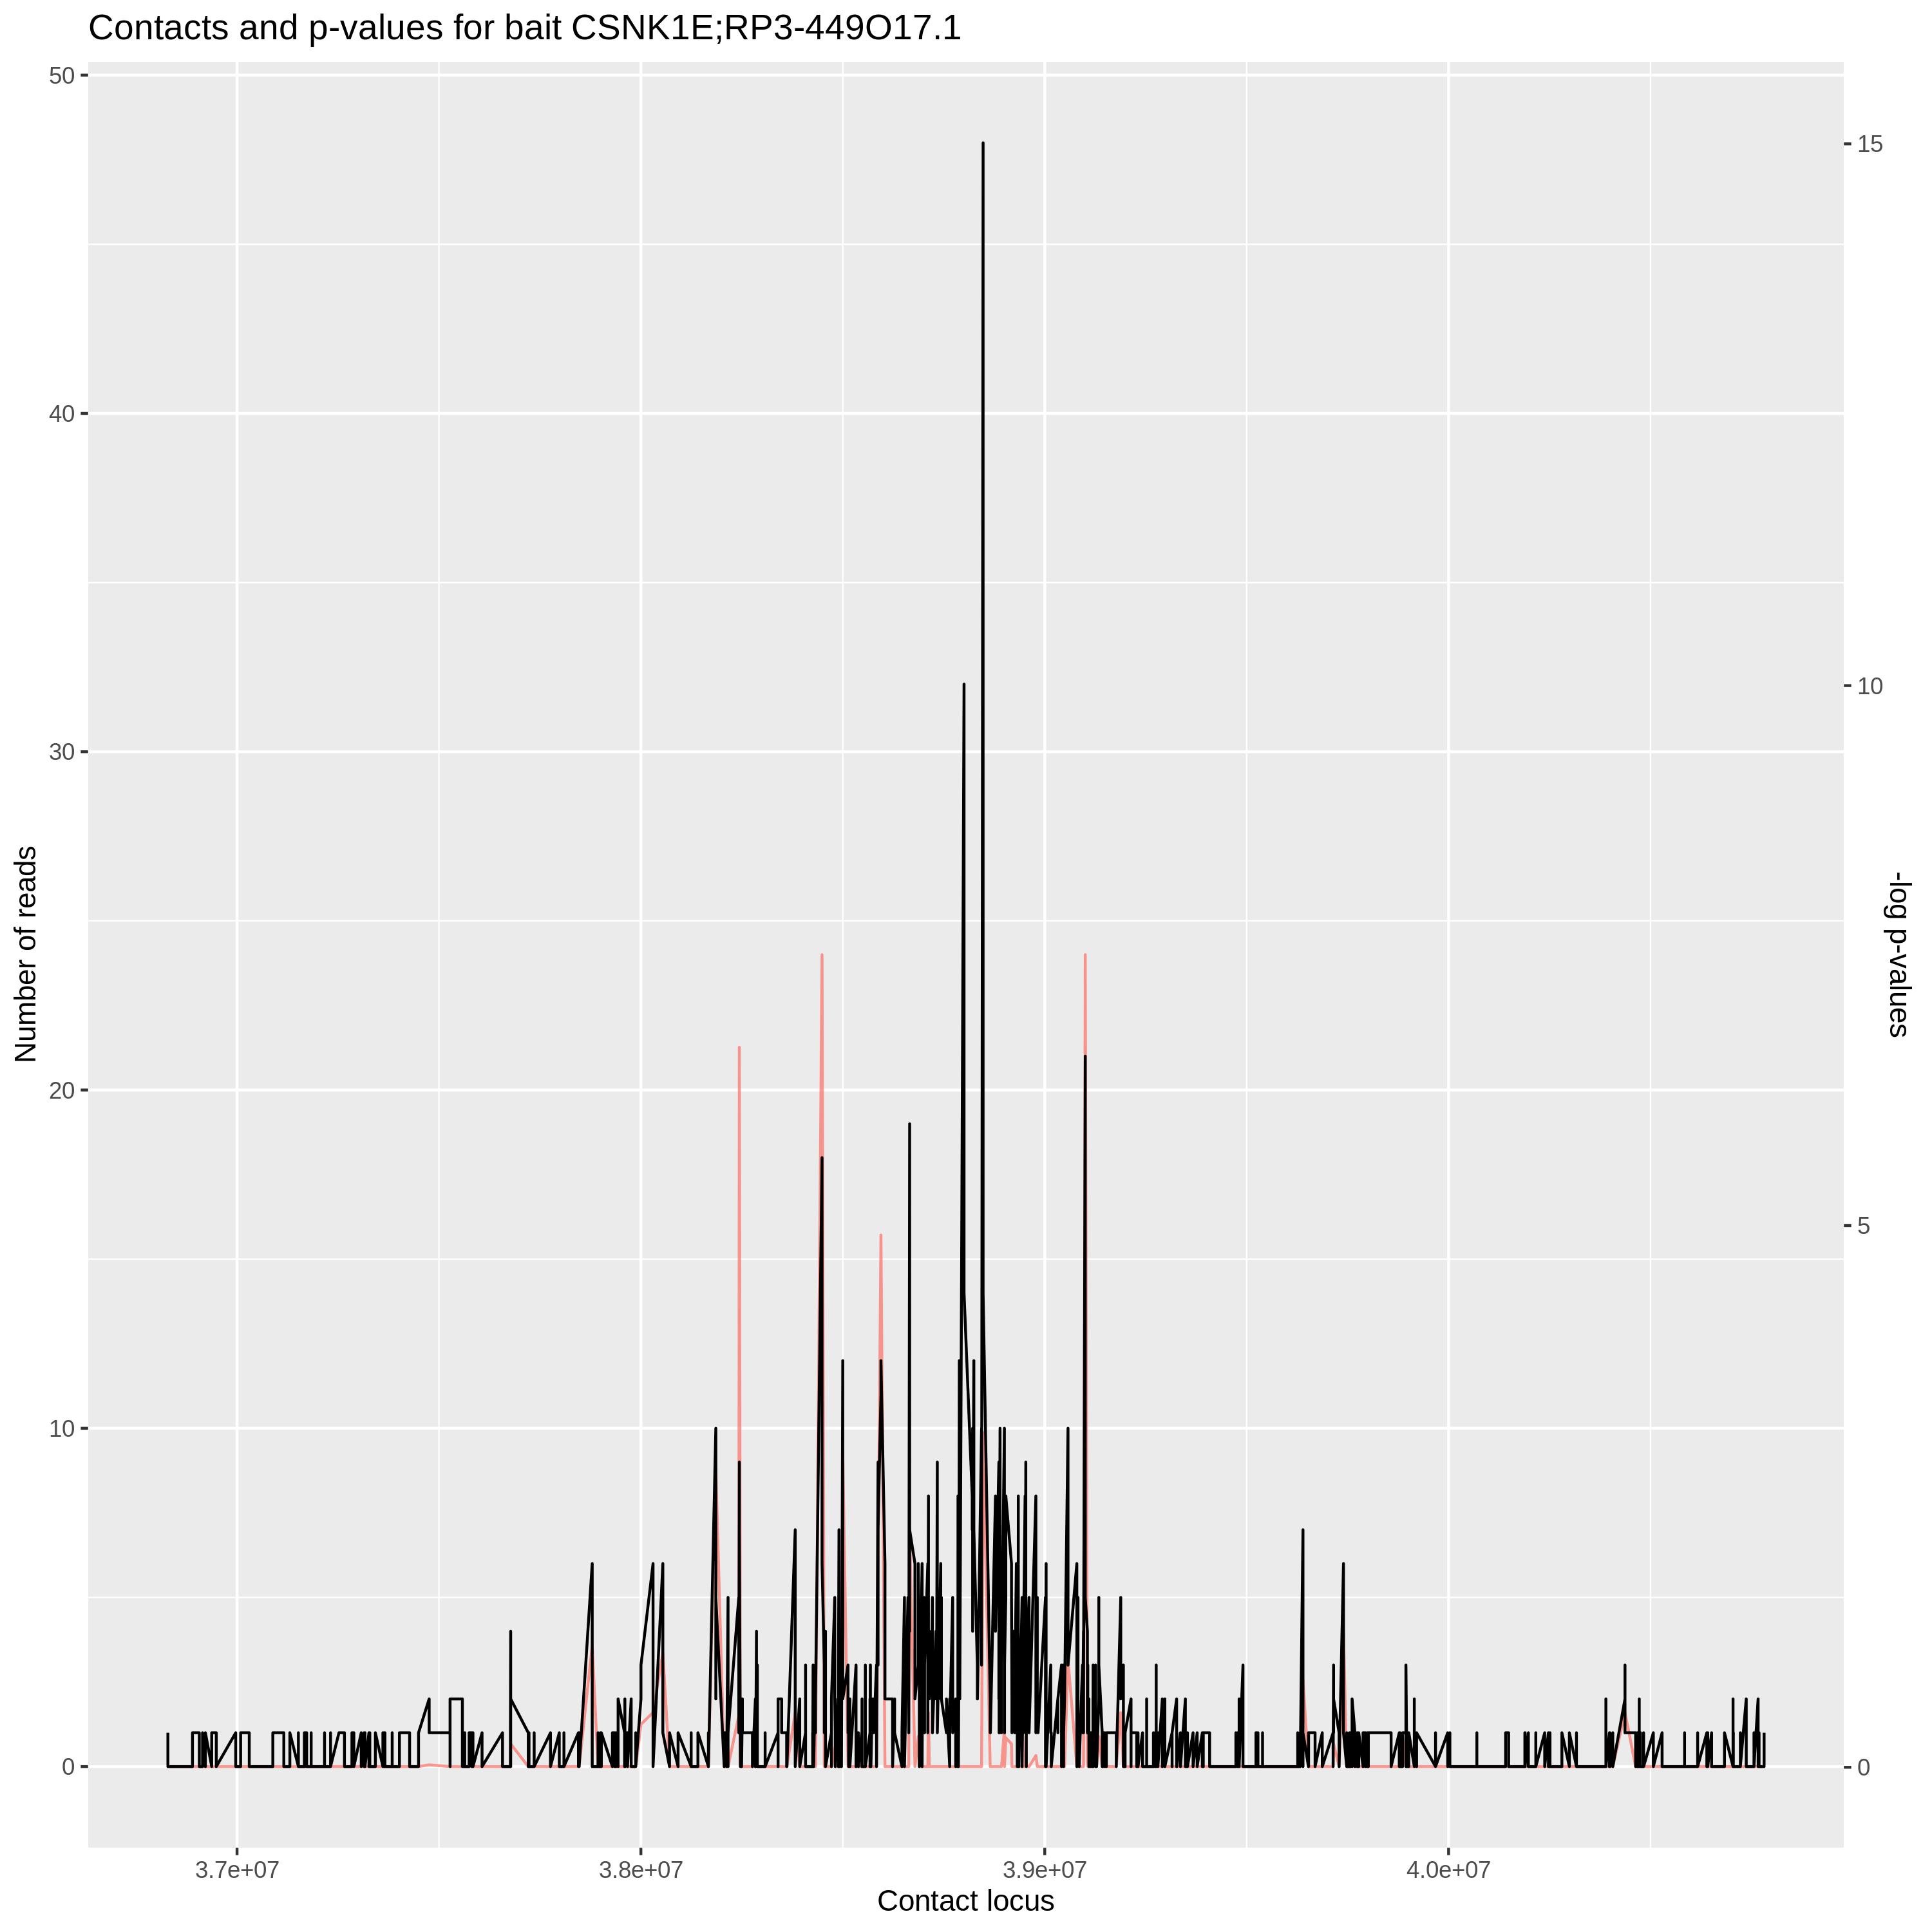 Contacts and p-values for bait CSNK1E;RP3-449O17.1
50
40
30
20
10
0
Number of reads
15
10
5
0
-log p-values
3.7e+07
3.8e+07
3.9e+07
4.0e+07
Contact locus